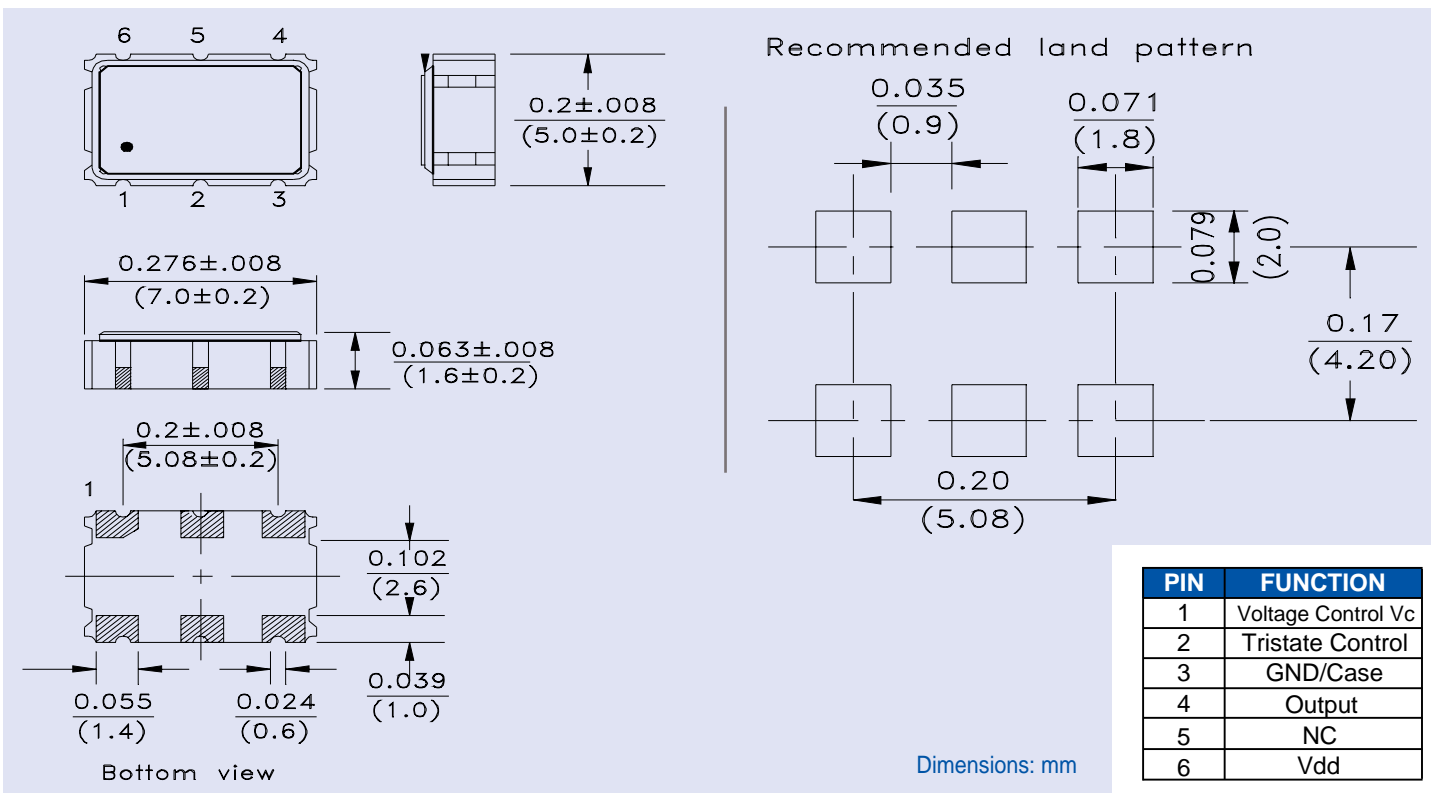 6 5 4
1 2 3
0.2±.008
(5.0±0.2)
0.276±.008
(7.0±0.2)
0.063±.008
(1.6±0.2)
0.2±.008
(5.08±0.2)
1
0.102
(2.6)
0.039
(1.0)
0.055
(1.4)
0.024
(0.6)
Bottom view
Recommended land pattern
0.035
(0.9)
0.071
(1.8)
0.079
(2.0)
0.17
(4.20)
0.20
(5.08)
Dimensions: mm
PIN FUNCTION
1 Voltage Control Vc
2 Tristate Control
3 GND/Case
4 Output
5 NC
6 Vdd